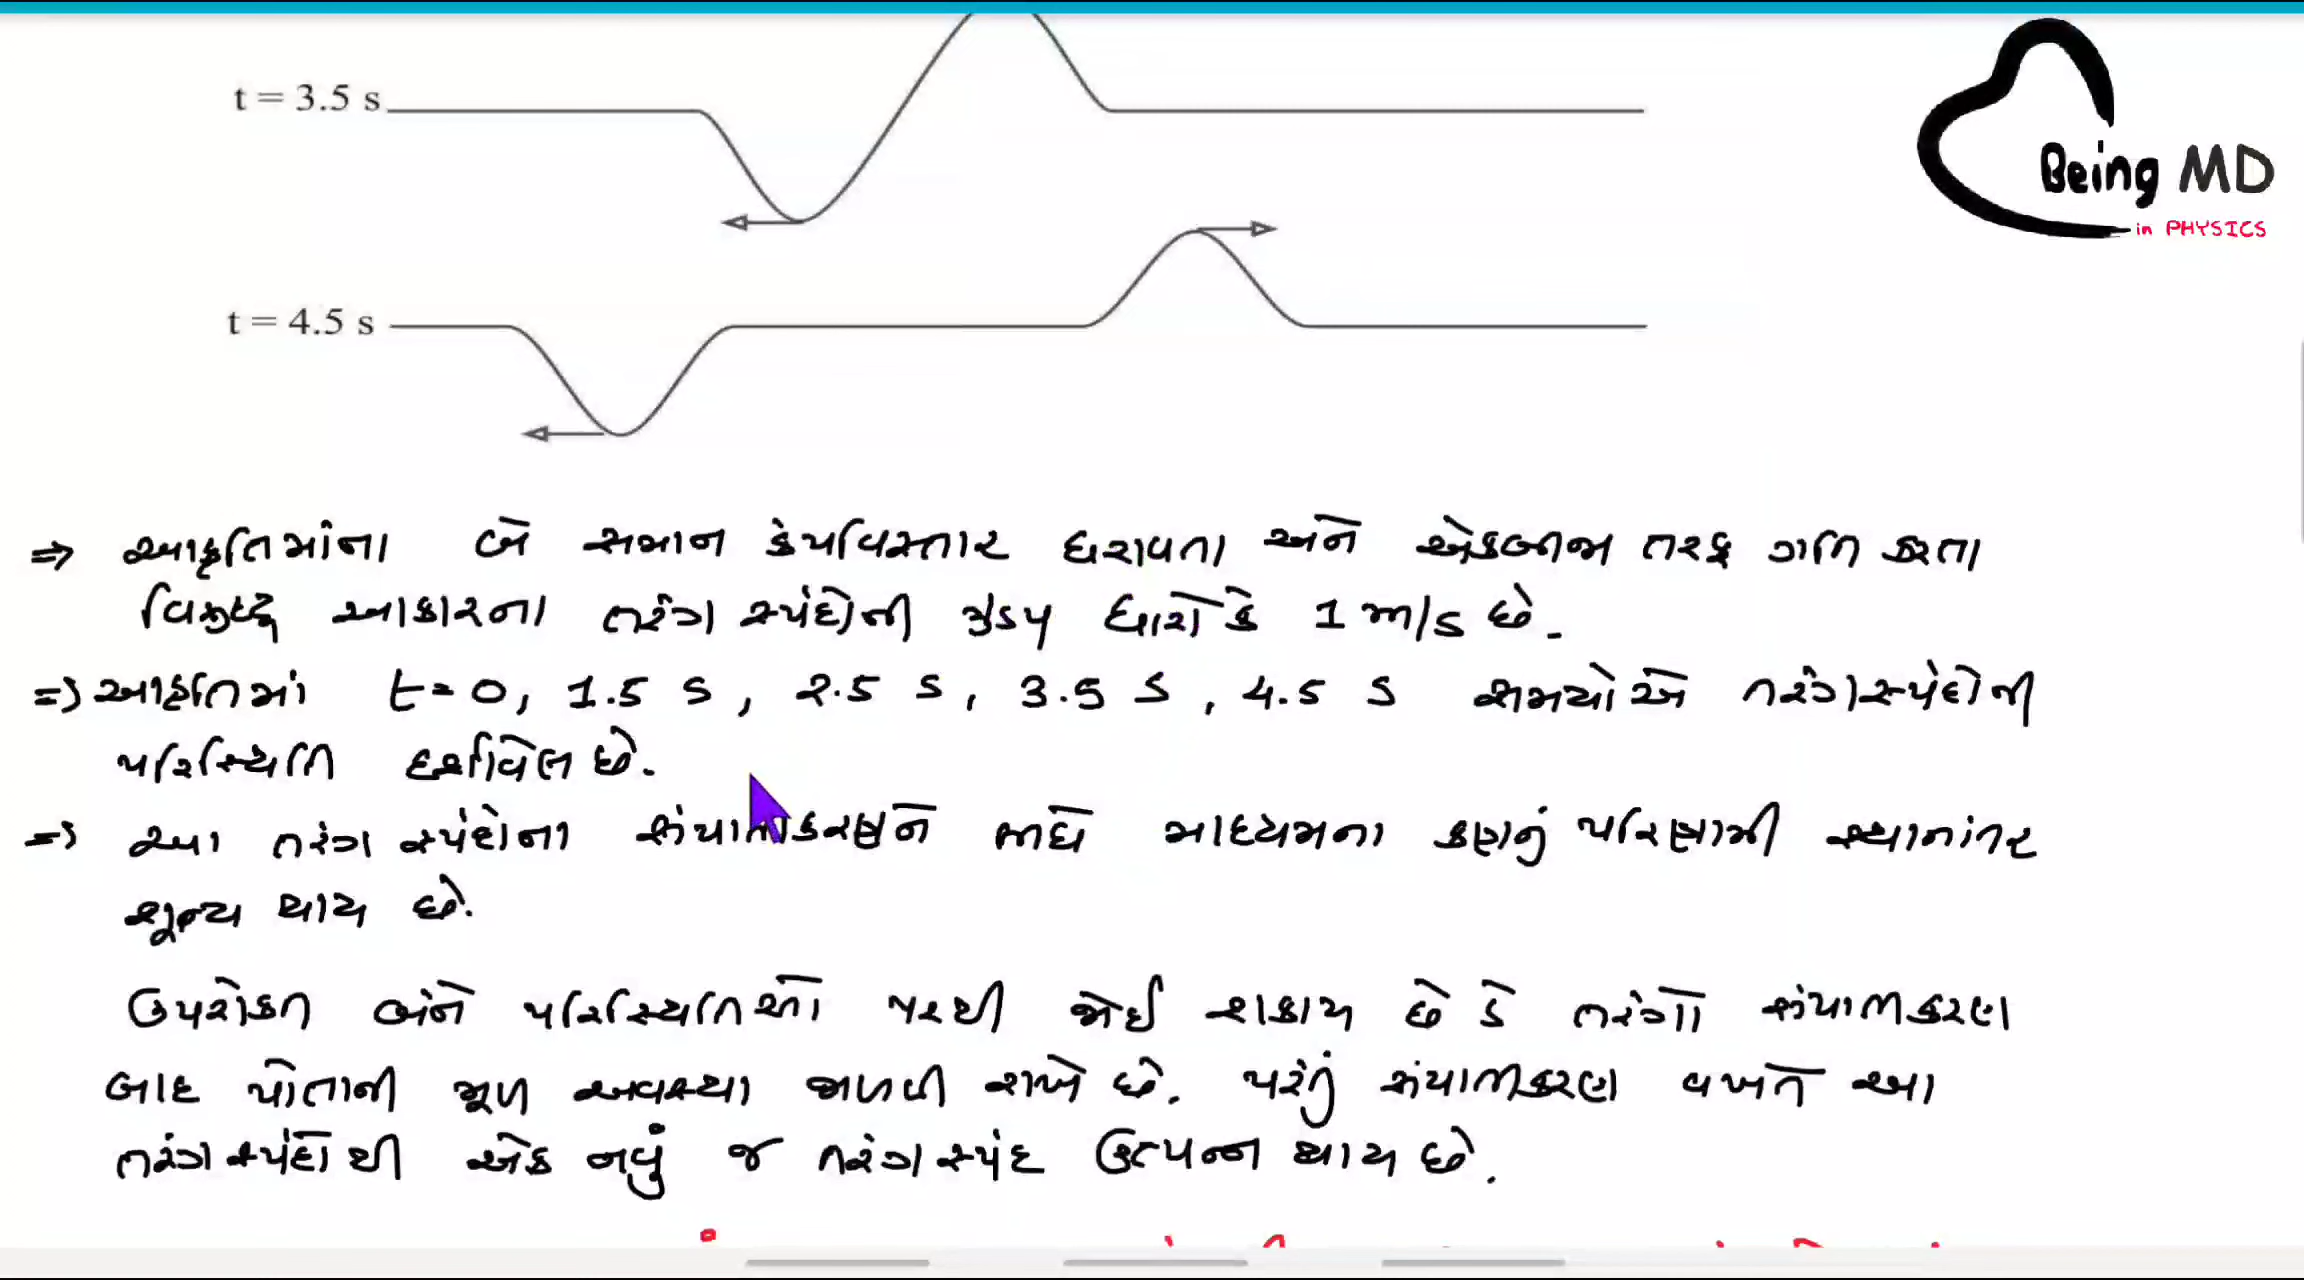 t = 3.5 s
Being MD
in PHYSICS
t = 4.5 s
⇒ આકૃતિમાંના બે સમાન કંપવિસ્તાર ધરાવતા અને એકબીજા તરફ ગતિ કરતા
વિરુદ્ધ આકારના તરંગ સ્પંદોની ઝડપ ધારોકે 1 m/s છે.
⇒ આકૃતિમાં t = 0, 1.5 s, 2.5 s, 3.5 s, 4.5 s સમયોએ તરંગસ્પંદોની
પરિસ્થિતિ દર્શાવેલ છે.
⇒ આ તરંગ સ્પંદોના સંપાતીકરણને લીધે માધ્યમના કણનું પરિણામી સ્થાનાંતર
શૂન્ય થાય છે.
ઉપરોક્ત બંને પરિસ્થિતિઓ પરથી જોઈ શકાય છે કે તરંગો સંપાતીકરણ
બાદ પોતાની મૂળ અવસ્થા જાળવી રાખે છે. પરંતુ સંપાતીકરણ વખતે આ
તરંગ સ્પંદો થી એક નવું જ તરંગ સ્પંદ ઉત્પન્ન થાય છે.